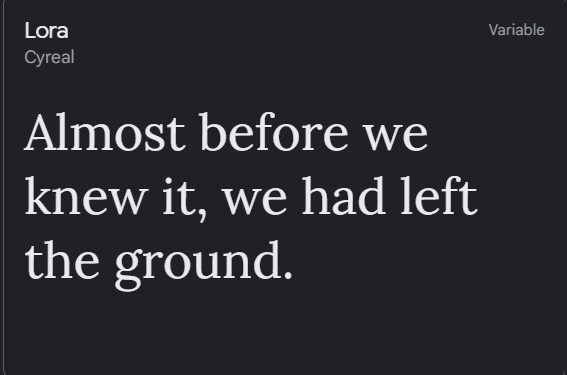 Lora
Variable
Cyreal
Almost before we
knew it, we had left
the ground.